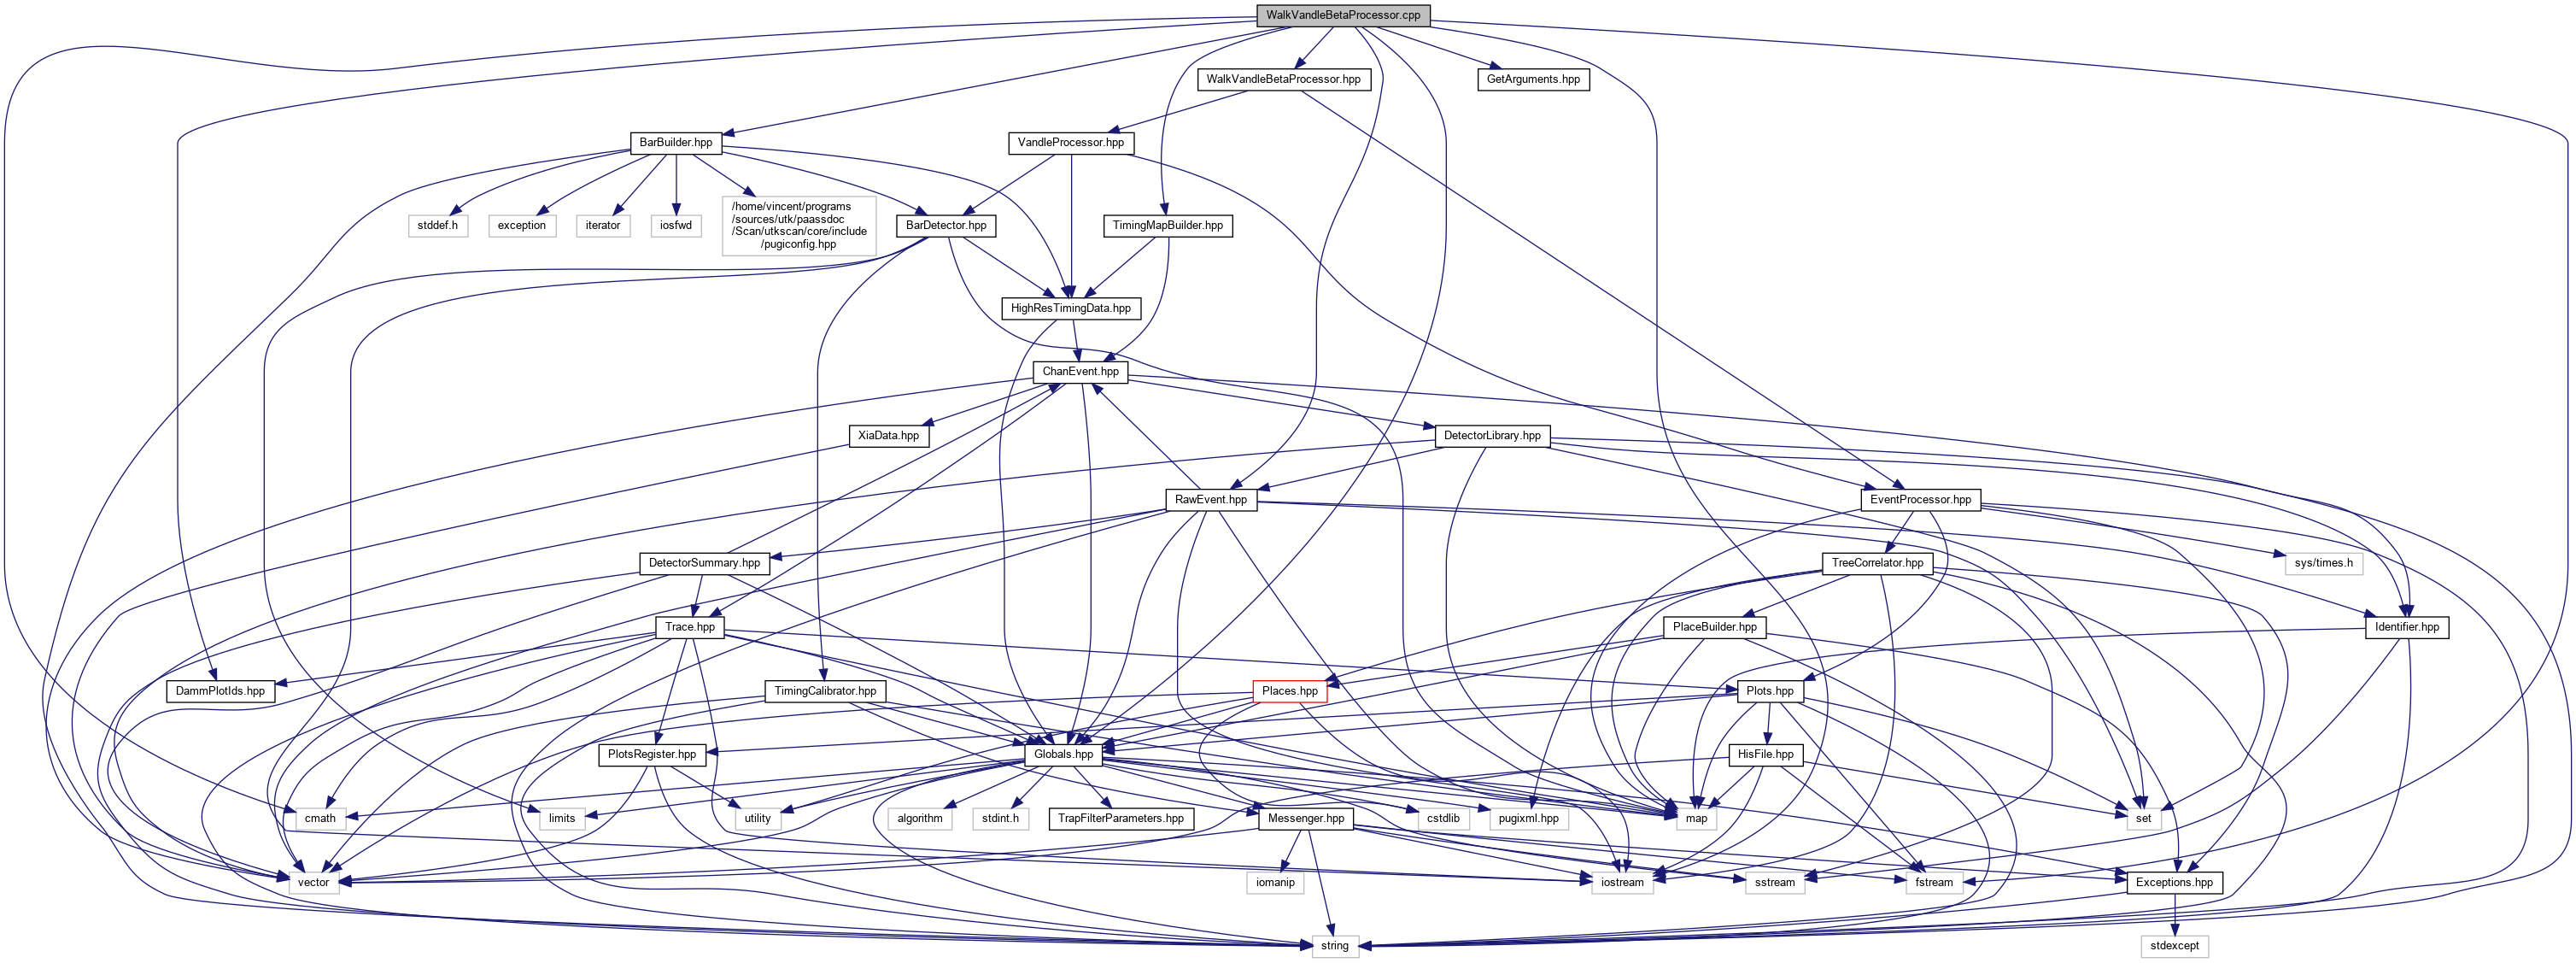 WalkVandleBetaProcessor.cpp
WalkVandleBetaProcessor.hpp
GetArguments.hpp
BarBuilder.hpp
VandleProcessor.hpp
stddef.h
exception
iterator
iosfwd
/home/vincent/programs
/sources/utk/paassdoc
/Scan/utkscan/core/include
/pugiconfig.hpp
BarDetector.hpp
TimingMapBuilder.hpp
HighResTimingData.hpp
ChanEvent.hpp
XiaData.hpp
DetectorLibrary.hpp
RawEvent.hpp
EventProcessor.hpp
DetectorSummary.hpp
TreeCorrelator.hpp
sys/times.h
Trace.hpp
PlaceBuilder.hpp
Identifier.hpp
DammPlotIds.hpp
TimingCalibrator.hpp
Places.hpp
Plots.hpp
PlotsRegister.hpp
Globals.hpp
HisFile.hpp
cmath
limits
utility
algorithm
stdint.h
TrapFilterParameters.hpp
Messenger.hpp
cstdlib
pugixml.hpp
map
set
vector
iomanip
iostream
sstream
fstream
Exceptions.hpp
string
stdexcept